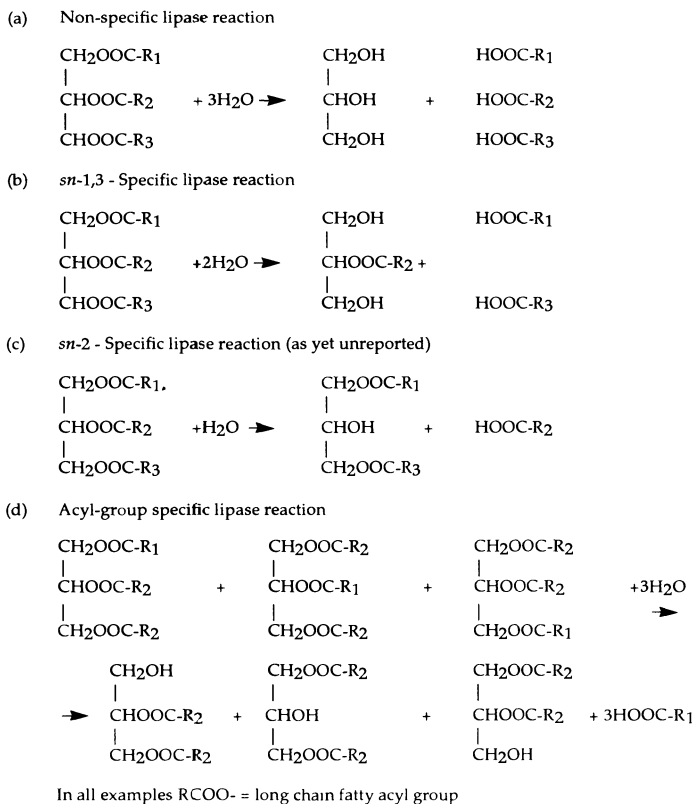 (a) Non-specific lipase reaction
CH2OOC-R1 CH2OH HOOC-R1
CHOOC-R2 + 3H2O → CHOH + HOOC-R2
CHOOC-R3 CH2OH HOOC-R3
(b) sn-1,3 - Specific lipase reaction
CH2OOC-R1 CH2OH HOOC-R1
CHOOC-R2 +2H2O → CHOOC-R2 +
CHOOC-R3 CH2OH HOOC-R3
(c) sn-2 - Specific lipase reaction (as yet unreported)
CH2OOC-R1. CH2OOC-R1
CHOOC-R2 +H2O → CHOH + HOOC-R2
CH2OOC-R3 CH2OOC-R3
(d) Acyl-group specific lipase reaction
CH2OOC-R1 CH2OOC-R2 CH2OOC-R2
CHOOC-R2 + CHOOC-R1 + CHOOC-R2 +3H2O
CH2OOC-R2 CH2OOC-R2 CH2OOC-R1 →
CH2OH CH2OOC-R2 CH2OOC-R2
→ CHOOC-R2 + CHOH + CHOOC-R2 + 3HOOC-R1
CH2OOC-R2 CH2OOC-R2 CH2OH
In all examples RCOO- = long chain fatty acyl group